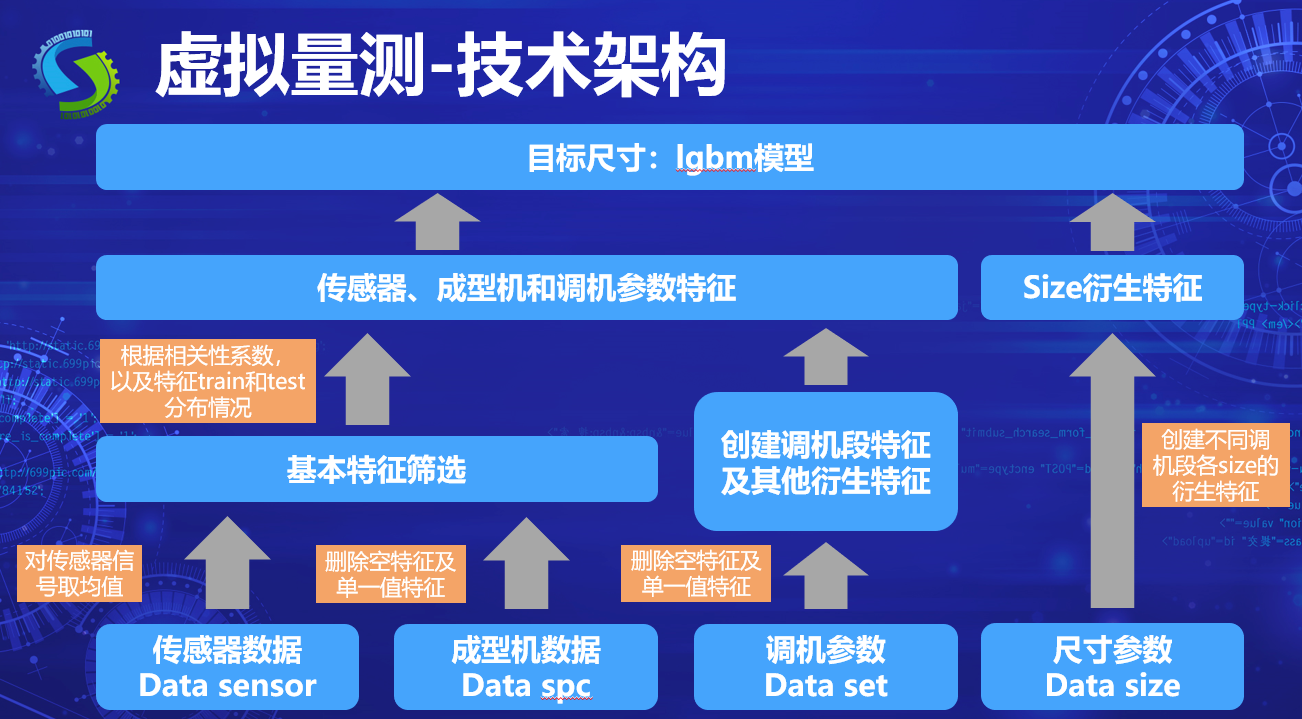 虚拟量测-技术架构
目标尺寸：lgbm模型
传感器、成型机和调机参数特征
Size衍生特征
根据相关性系数，
以及特征train和test
分布情况
基本特征筛选
创建调机段特征
及其他衍生特征
创建不同调
机段各size的
衍生特征
对传感器信
号取均值
删除空特征及
单一值特征
删除空特征及
单一值特征
传感器数据
Data sensor
成型机数据
Data spc
调机参数
Data set
尺寸参数
Data size